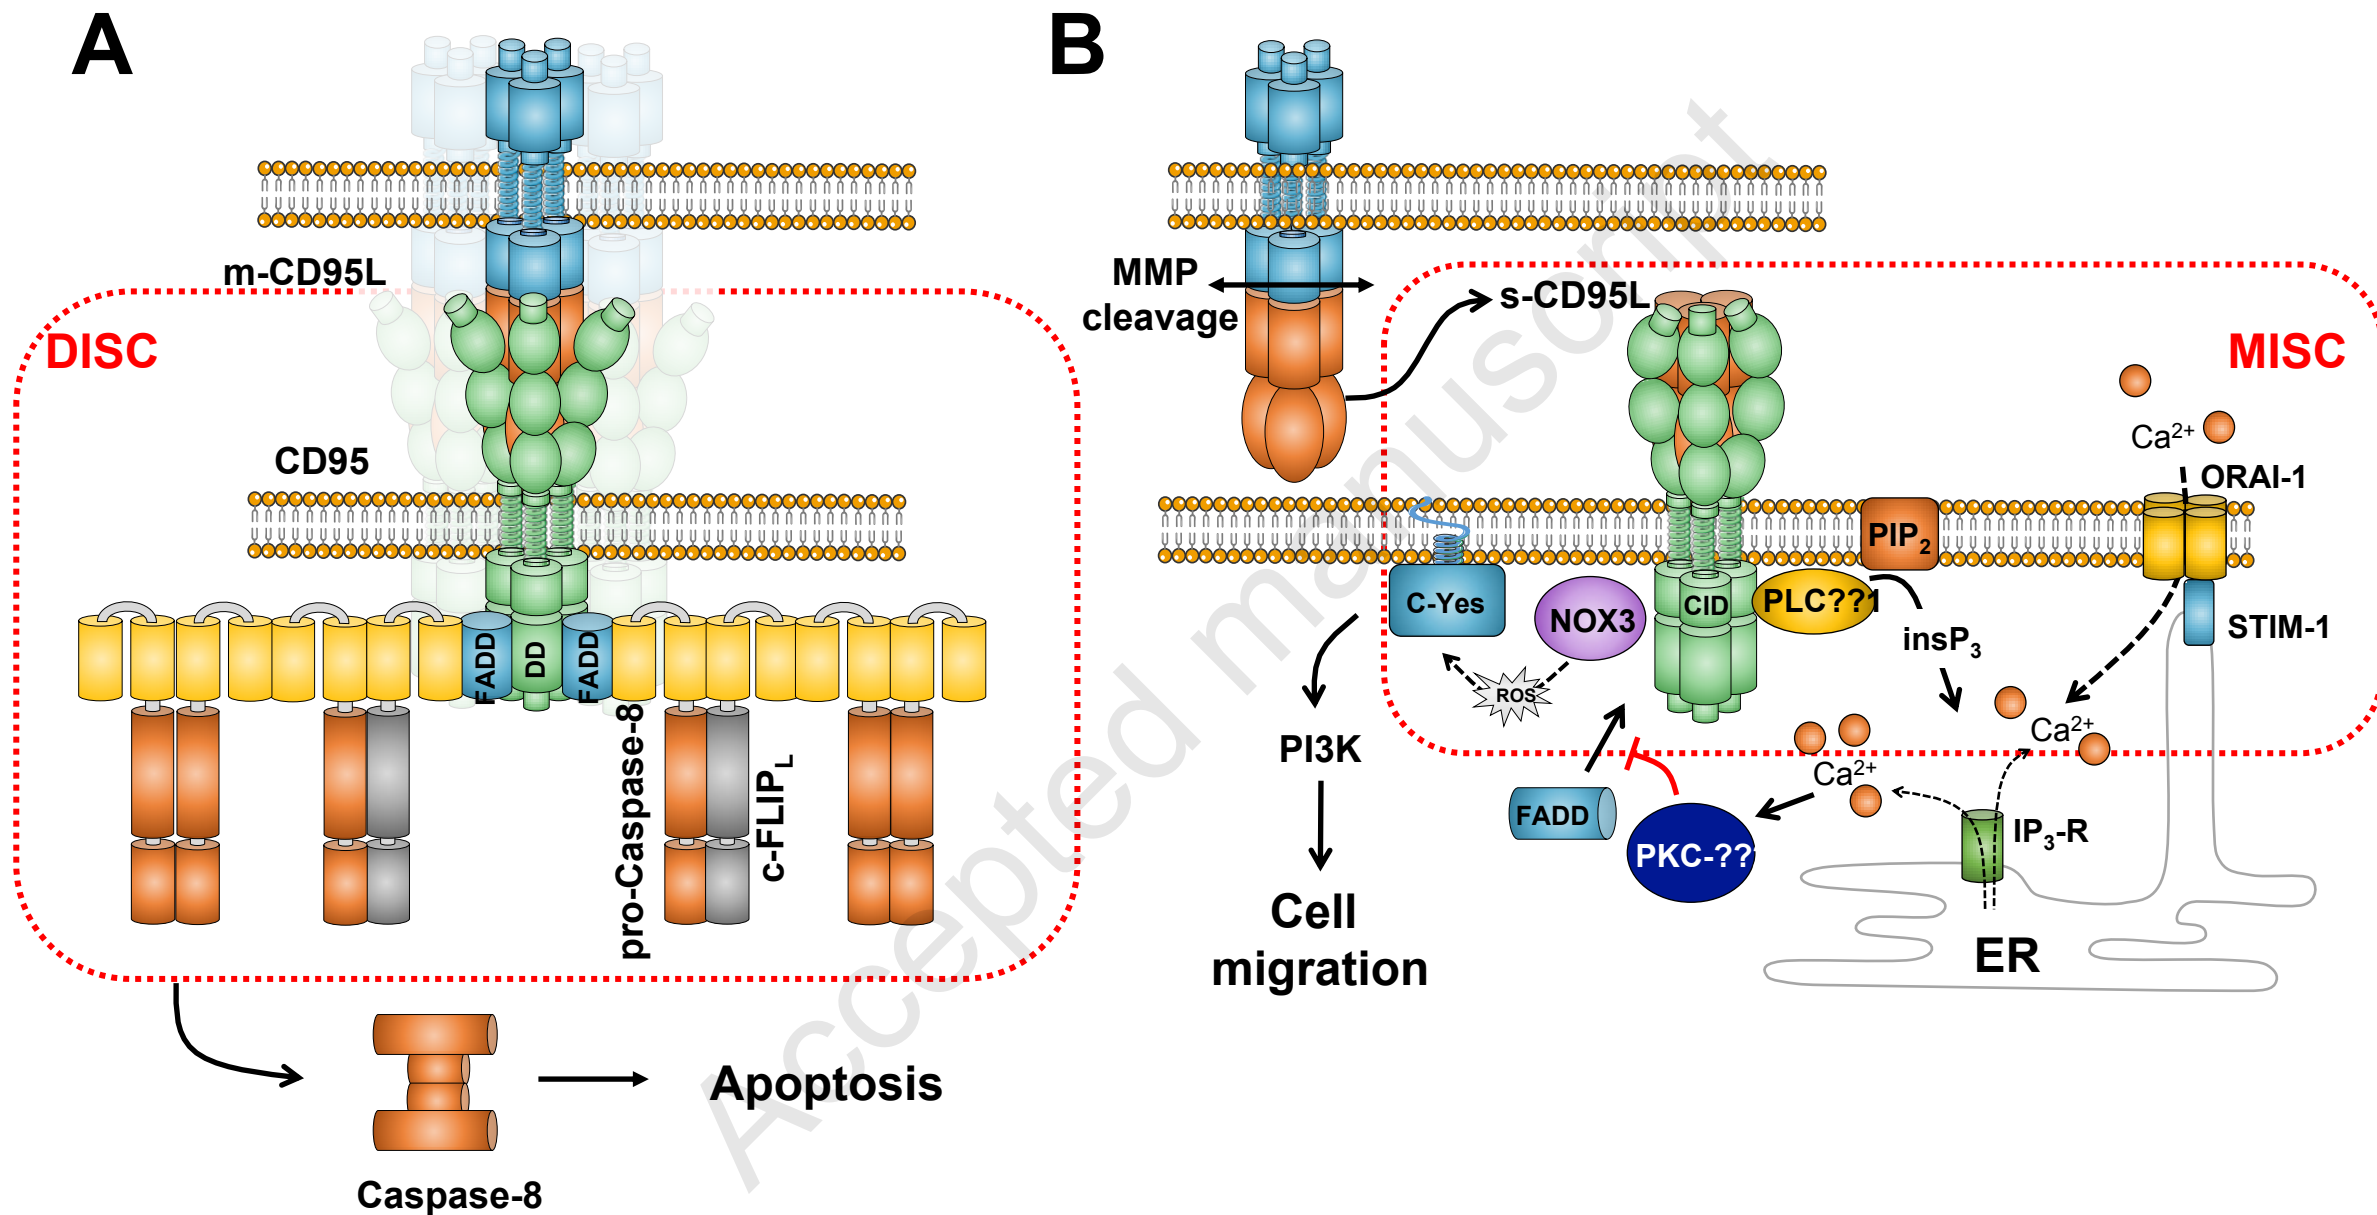 A
m-CD95L
DISC
CD95
FADD
DD
FADD
pro-Caspase-8
c-FLIPL
Caspase-8
Apoptosis
B
MMP
cleavage
s-CD95L
MISC
Ca2+
ORAI-1
PIP2
C-Yes
NOX3
CID
PLC??1
insP3
STIM-1
ROS
PI3K
Ca2+
Ca2+
FADD
PKC-??
IP3-R
Cell
migration
ER
Accepted manuscript